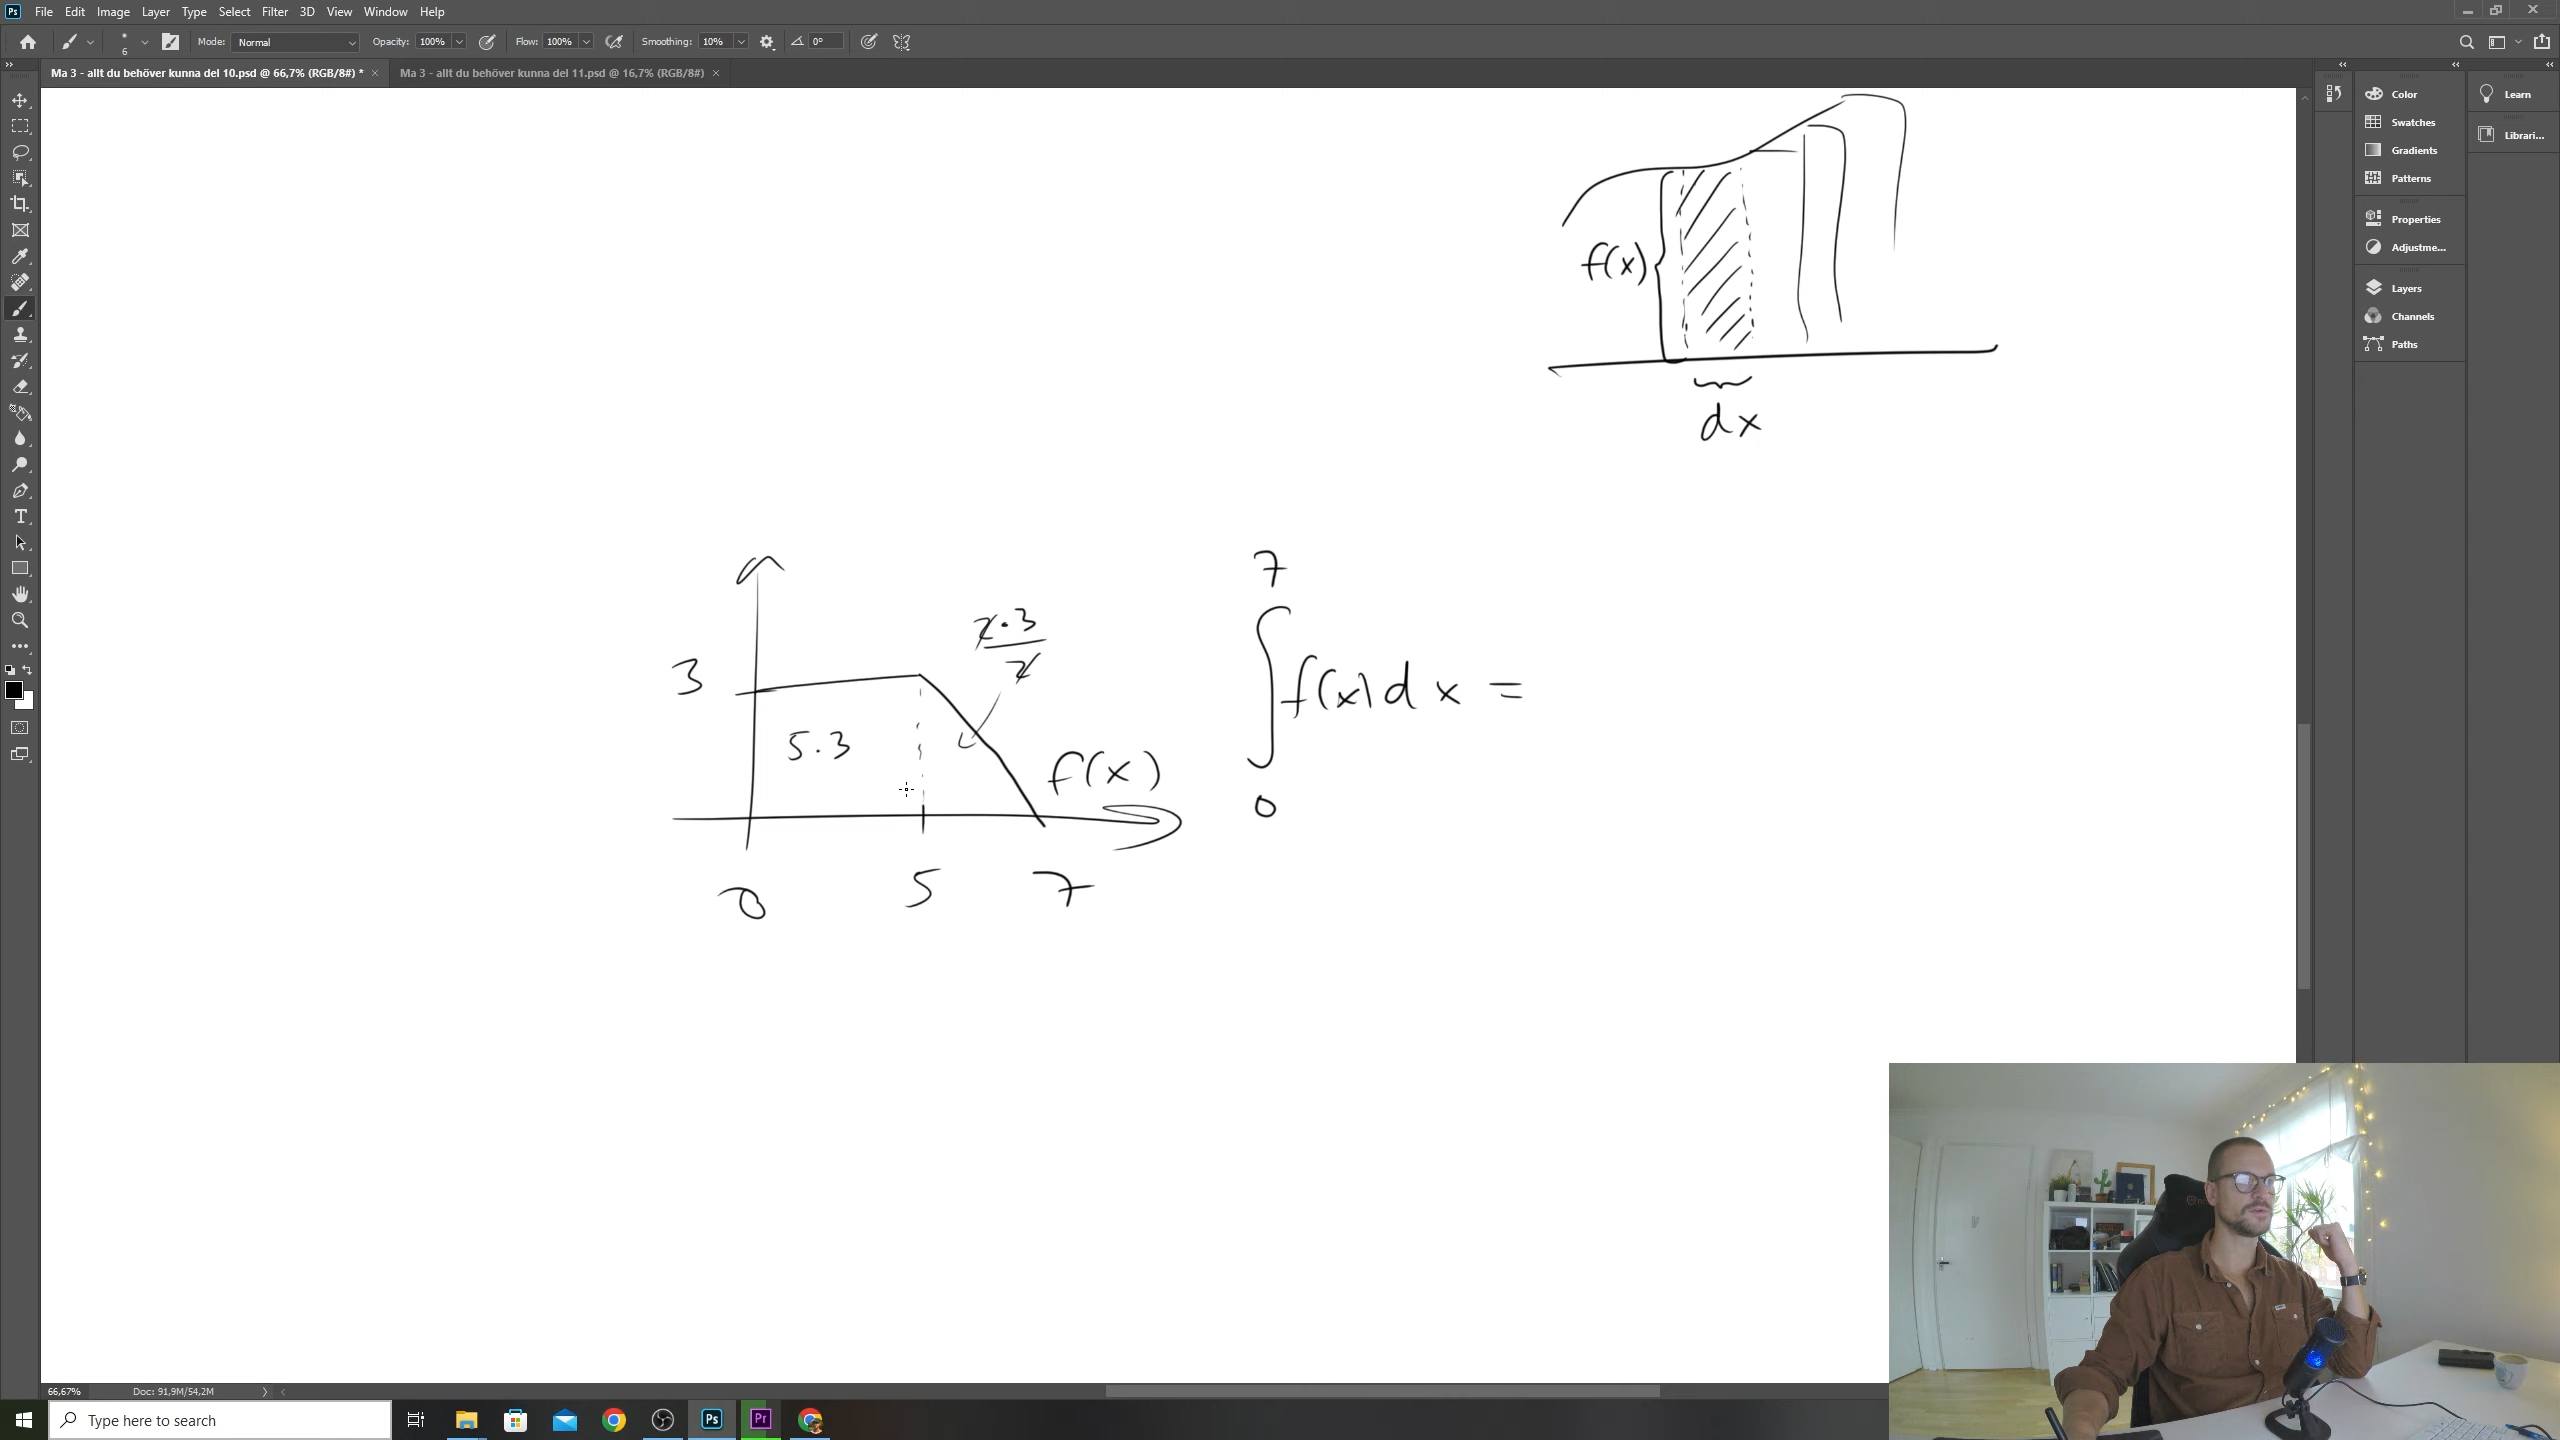 Ps File Edit Image Layer Type Select Filter 3D View Window Help
6 Mode: Normal Opacity: 100% Flow: 100% Smoothing: 10% 0°
Ma 3 - allt du behöver kunna del 10.psd @ 66,7% (RGB/8#) * × Ma 3 - allt du behöver kunna del 11.psd @ 16,7% (RGB/8#) ×
Color
Swatches
Gradients
Patterns
Properties
Adjustme...
Layers
Channels
Paths
Learn
Librari...
f(x)
dx
3
5·3
2·3
2
f(x)
0
5
7
7
∫f(x)dx =
0
66,67% Doc: 91,9M/54,2M
Type here to search
Ps Pr